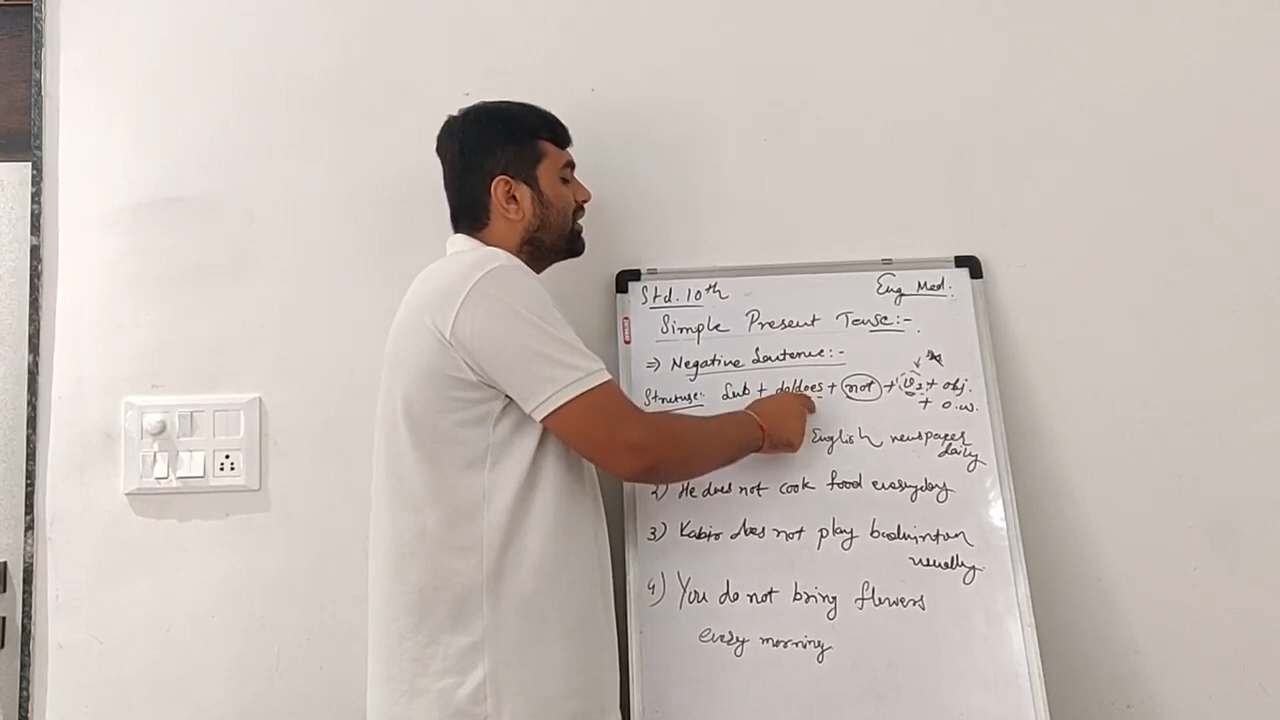 Std. 10th Eng Med.
Simple Present Tense:-
=> Negative Sentence:-
Structure:- Sub + do/does + not + V1 + obj.
+ o.w.
English newspaper
daily
2) He does not cook food everyday
3) Kabir does not play badminton
usually
4) You do not bring flowers
every morning